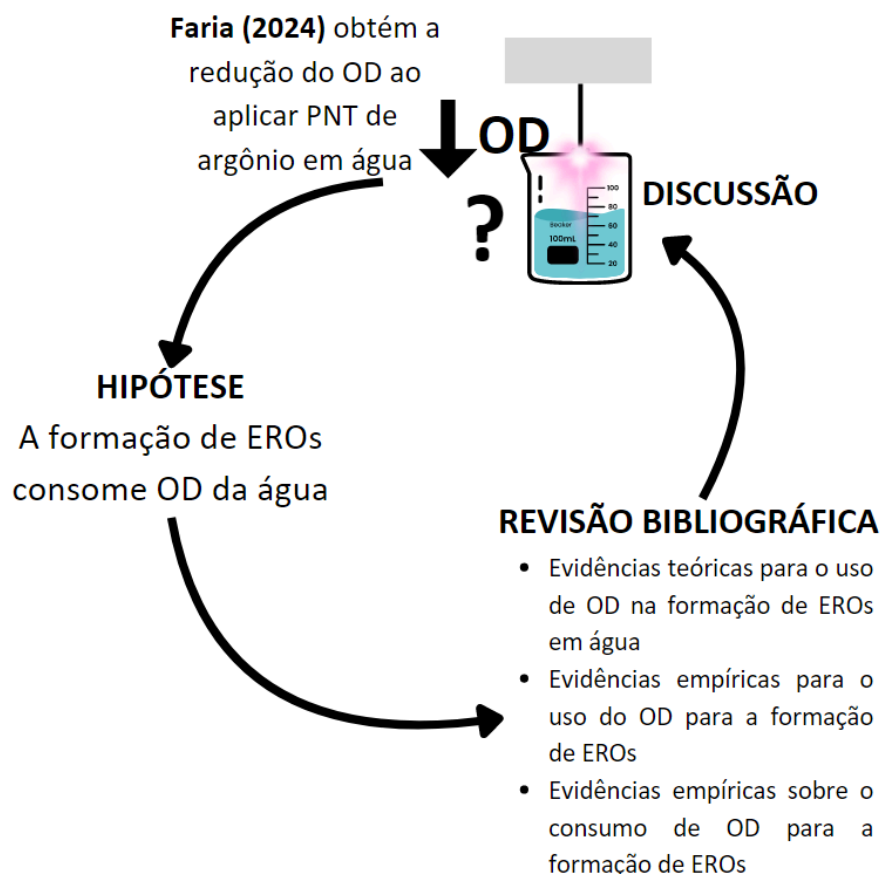 Faria (2024) obtém a
redução do OD ao
aplicar PNT de
argônio em água
OD
?
DISCUSSÃO
100
80
60
40
20
Becker
100mL
HIPÓTESE
A formação de EROs
consome OD da água
REVISÃO BIBLIOGRÁFICA
• Evidências teóricas para o uso
de OD na formação de EROs
em água
• Evidências empíricas para o
uso do OD para a formação
de EROs
• Evidências empíricas sobre o
consumo de OD para a
formação de EROs